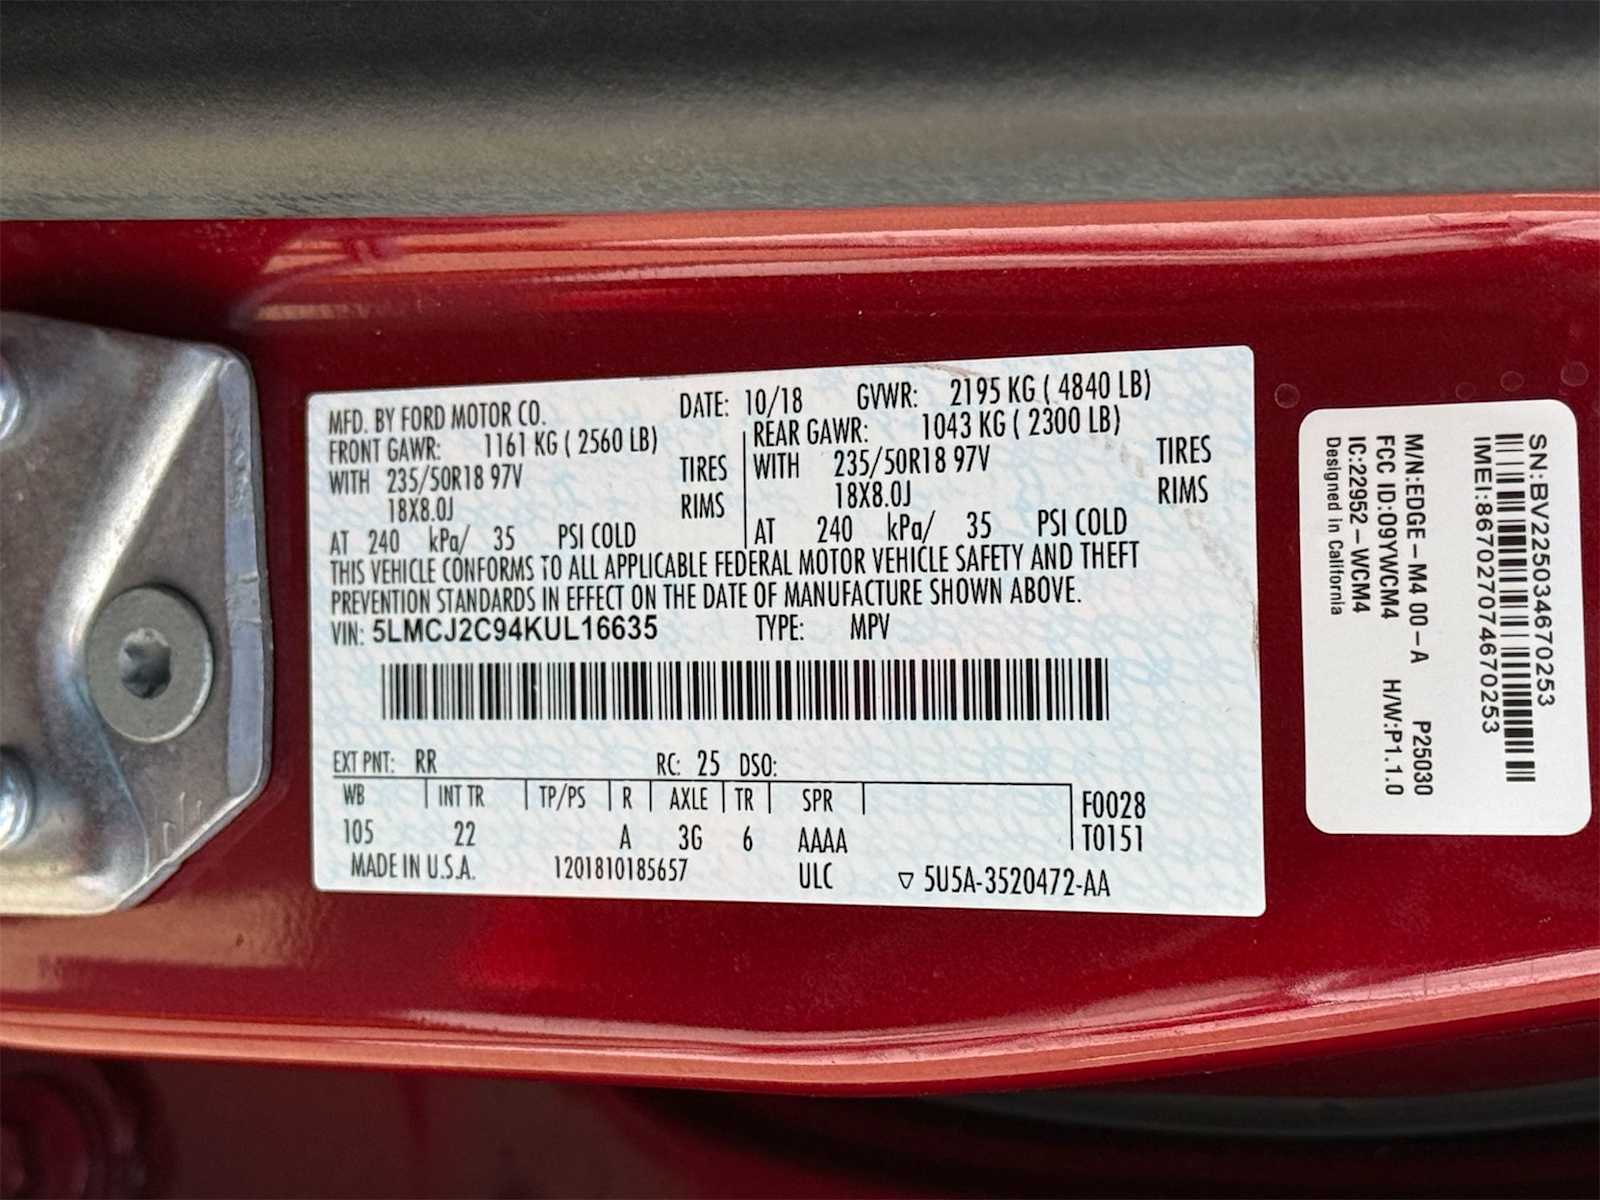 MFD. BY FORD MOTOR CO. DATE: 10/18 GVWR: 2195 KG ( 4840 LB)
FRONT GAWR: 1161 KG ( 2560 LB) REAR GAWR: 1043 KG ( 2300 LB)
WITH 235/50R18 97V TIRES WITH 235/50R18 97V TIRES
18X8.0J RIMS 18X8.0J RIMS
AT 240 kPa/ 35 PSI COLD AT 240 kPa/ 35 PSI COLD
THIS VEHICLE CONFORMS TO ALL APPLICABLE FEDERAL MOTOR VEHICLE SAFETY AND THEFT
PREVENTION STANDARDS IN EFFECT ON THE DATE OF MANUFACTURE SHOWN ABOVE.
VIN: 5LMCJ2C94KUL16635 TYPE: MPV
EXT PNT: RR RC: 25 DSO:
WB INT TR TP/PS R AXLE TR SPR F0028
105 22 A 3G 6 AAAA T0151
MADE IN U.S.A. 1201810185657 ULC ▽ 5U5A-3520472-AA
SN:BV225034670253
IMEI:867027074670253
M/N:EDGE-M4 00-A P25030
FCC ID:O9YWCM4 H/W:P1.1.0
IC:22952-WCM4
Designed in California